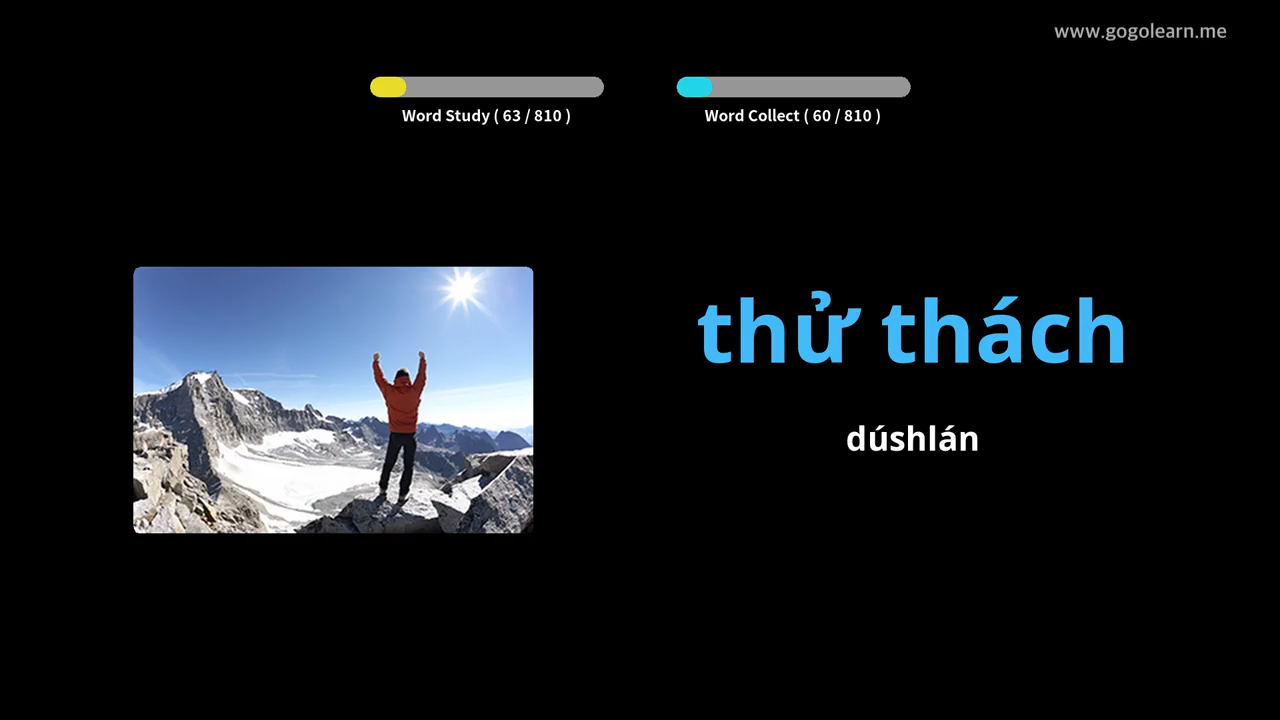 www.gogolearn.me
Word Study ( 63 / 810 )
Word Collect ( 60 / 810 )
thử thách
dúshlán